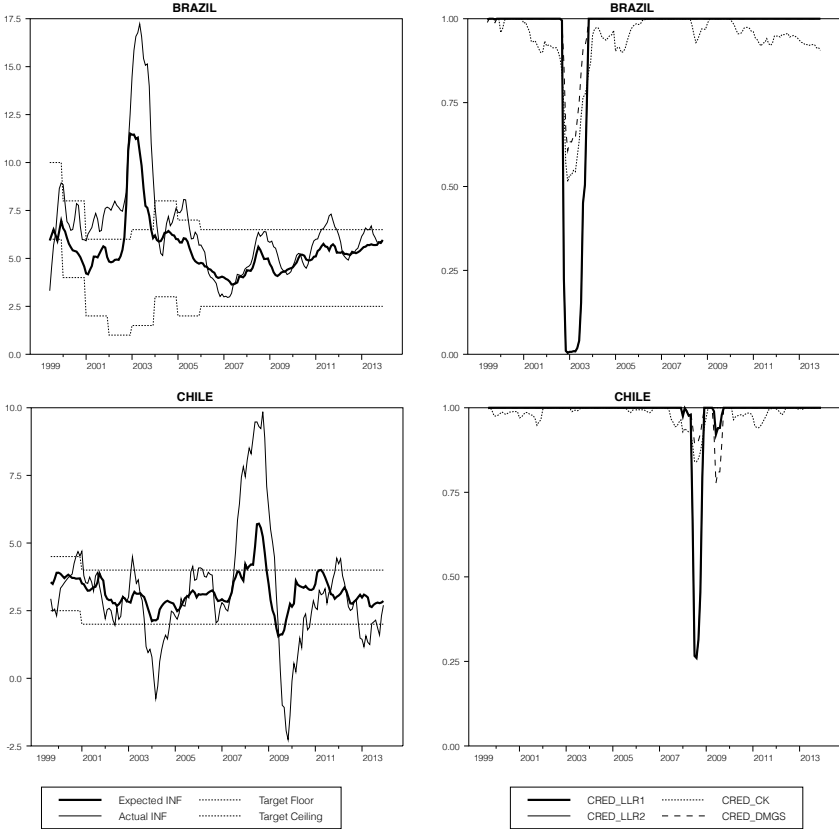 BRAZIL
17.5
15.0
12.5
10.0
7.5
5.0
2.5
0.0
1999 2001 2003 2005 2007 2009 2011 2013
BRAZIL
1.00
0.75
0.50
0.25
0.00
1999 2001 2003 2005 2007 2009 2011 2013
CHILE
10.0
7.5
5.0
2.5
0.0
-2.5
1999 2001 2003 2005 2007 2009 2011 2013
CHILE
1.00
0.75
0.50
0.25
0.00
1999 2001 2003 2005 2007 2009 2011 2013
Expected INF Target Floor
Actual INF Target Ceiling
CRED_LLR1 CRED_CK
CRED_LLR2 CRED_DMGS